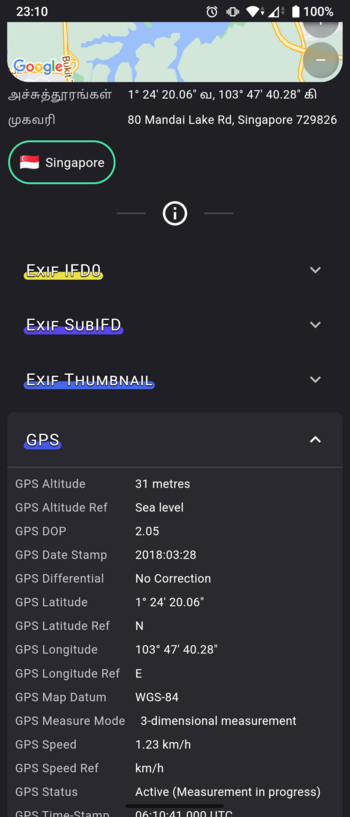 23:10
100%
Google
Bukit
அச்சுத்தூரங்கள் 1° 24' 20.06" வ, 103° 47' 40.28" கி
முகவரி 80 Mandai Lake Rd, Singapore 729826
Singapore
Exif IFD0
Exif SubIFD
Exif Thumbnail
GPS
GPS Altitude 31 metres
GPS Altitude Ref Sea level
GPS DOP 2.05
GPS Date Stamp 2018:03:28
GPS Differential No Correction
GPS Latitude 1° 24' 20.06"
GPS Latitude Ref N
GPS Longitude 103° 47' 40.28"
GPS Longitude Ref E
GPS Map Datum WGS-84
GPS Measure Mode 3-dimensional measurement
GPS Speed 1.23 km/h
GPS Speed Ref km/h
GPS Status Active (Measurement in progress)
GPS Time-Stamp 06:10:41.000 UTC